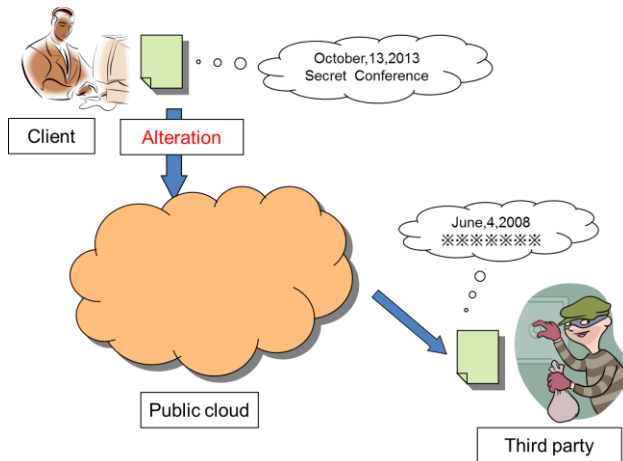 October,13,2013
Secret Conference
Client
Alteration
June,4,2008
※※※※※※※
Public cloud
Third party